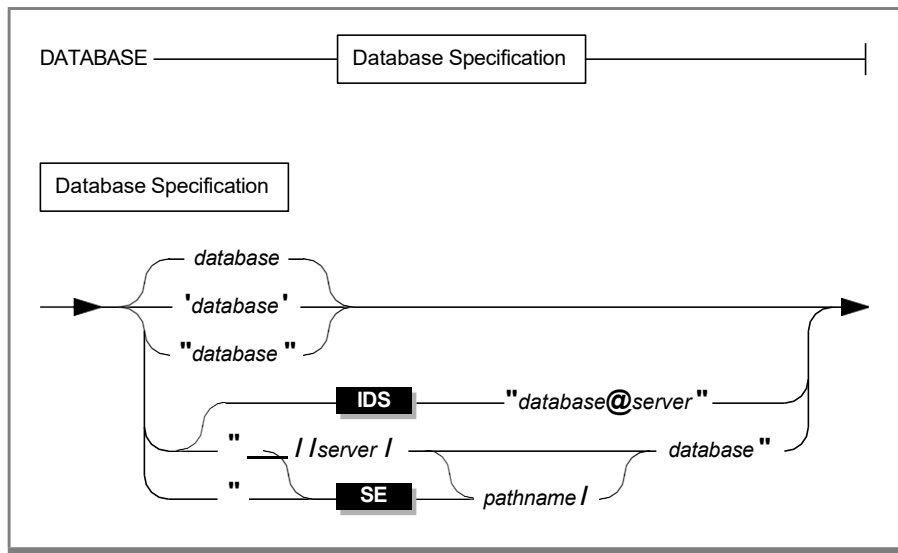 DATABASE Database Specification
Database Specification
database
'database'
"database"
IDS "database@server"
" //server/ database"
" SE pathname/